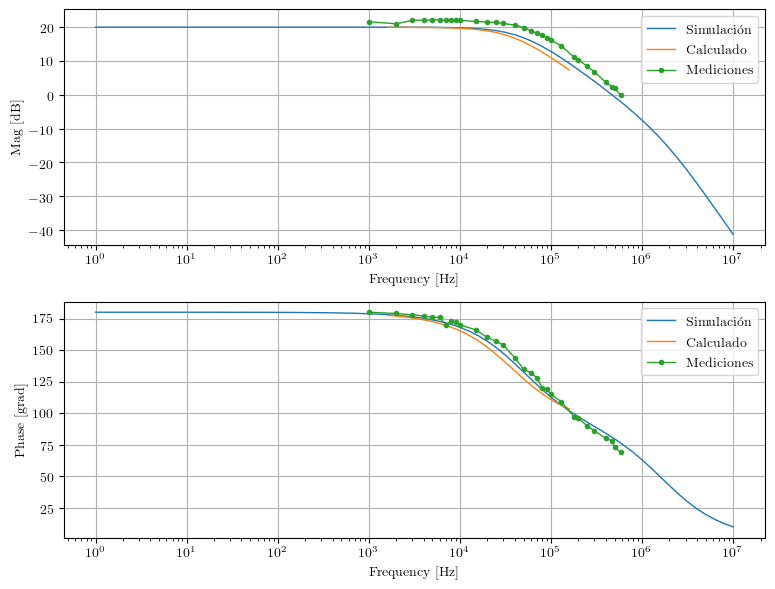 20
10
0
−10
−20
−30
−40
Mag [dB]
Simulación
Calculado
Mediciones
10^0 10^1 10^2 10^3 10^4 10^5 10^6 10^7
Frequency [Hz]
175
150
125
100
75
50
25
Phase [grad]
Simulación
Calculado
Mediciones
10^0 10^1 10^2 10^3 10^4 10^5 10^6 10^7
Frequency [Hz]